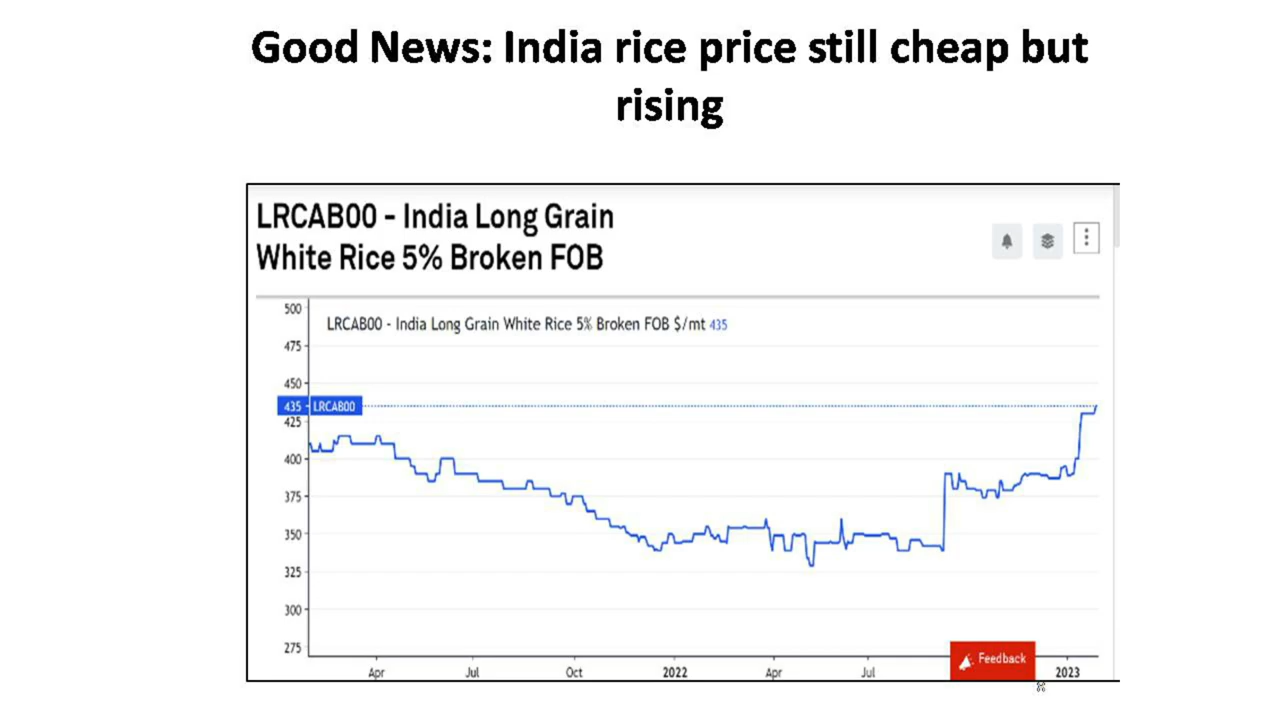 Good News: India rice price still cheap but
rising
LRCAB00 - India Long Grain
White Rice 5% Broken FOB
LRCAB00 - India Long Grain White Rice 5% Broken FOB $/mt 435
500
475
450
435 LRCAB00
425
400
375
350
325
300
275
Feedback
Apr Jul Oct 2022 Apr Jul 2023